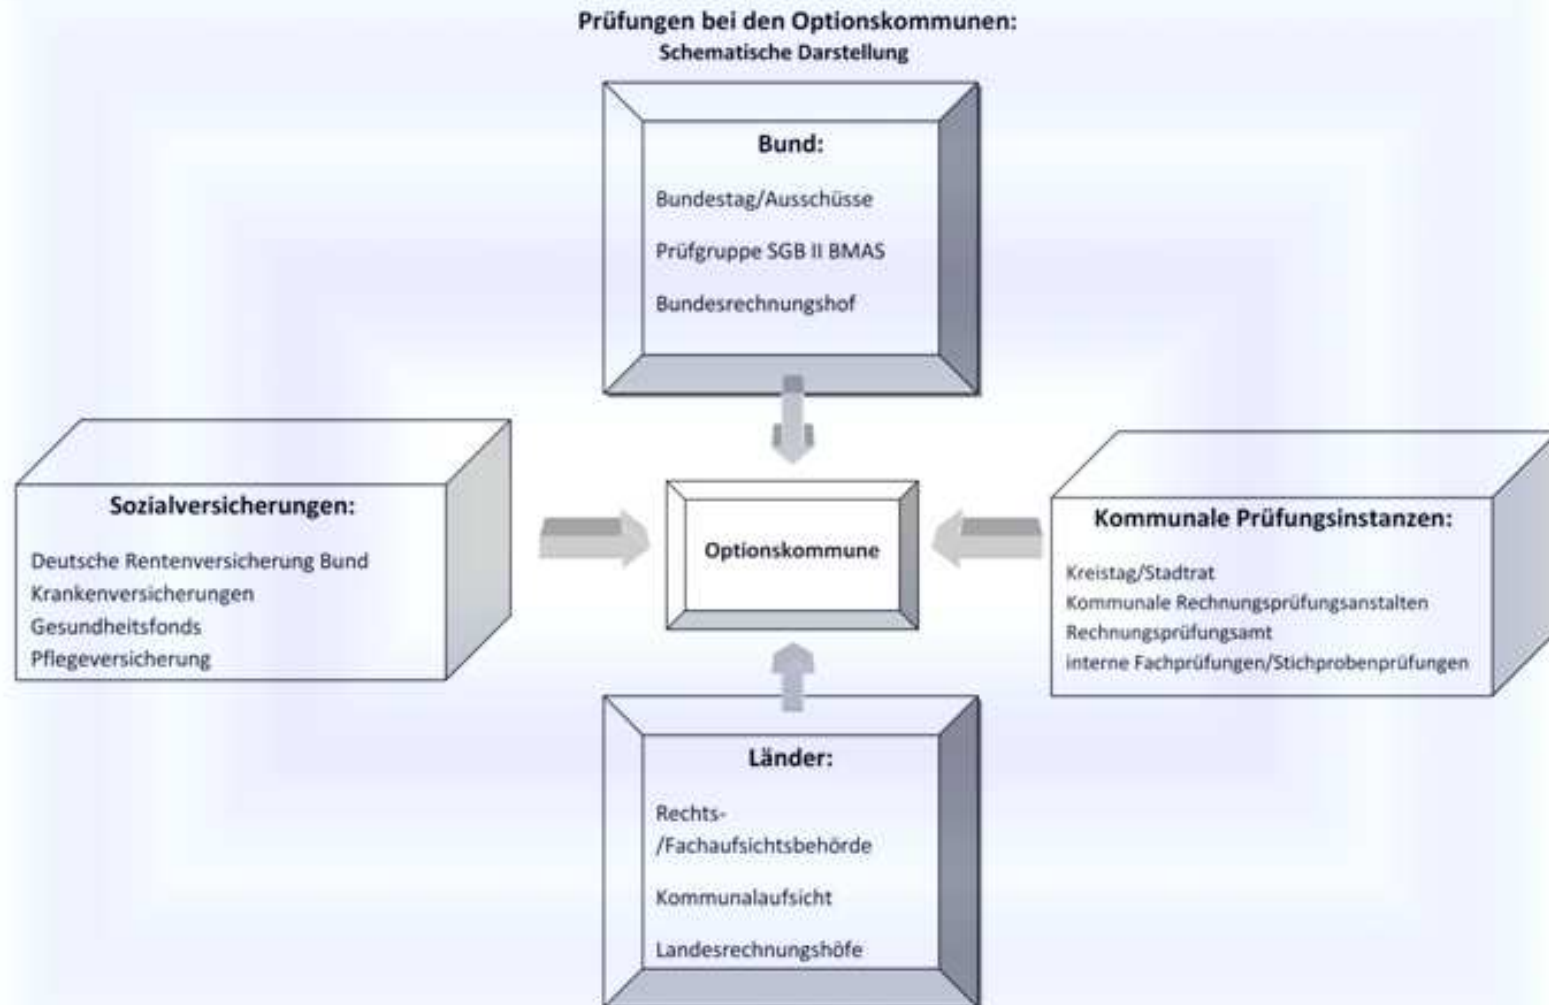 Prüfungen bei den Optionskommunen:
Schematische Darstellung
Bund:
Bundestag/Ausschüsse
Prüfgruppe SGB II BMAS
Bundesrechnungshof
Sozialversicherungen:
Deutsche Rentenversicherung Bund
Krankenversicherungen
Gesundheitsfonds
Pflegeversicherung
Optionskommune
Kommunale Prüfungsinstanzen:
Kreistag/Stadtrat
Kommunale Rechnungsprüfungsanstalten
Rechnungsprüfungsamt
interne Fachprüfungen/Stichprobenprüfungen
Länder:
Rechts-
/Fachaufsichtsbehörde
Kommunalaufsicht
Landesrechnungshöfe